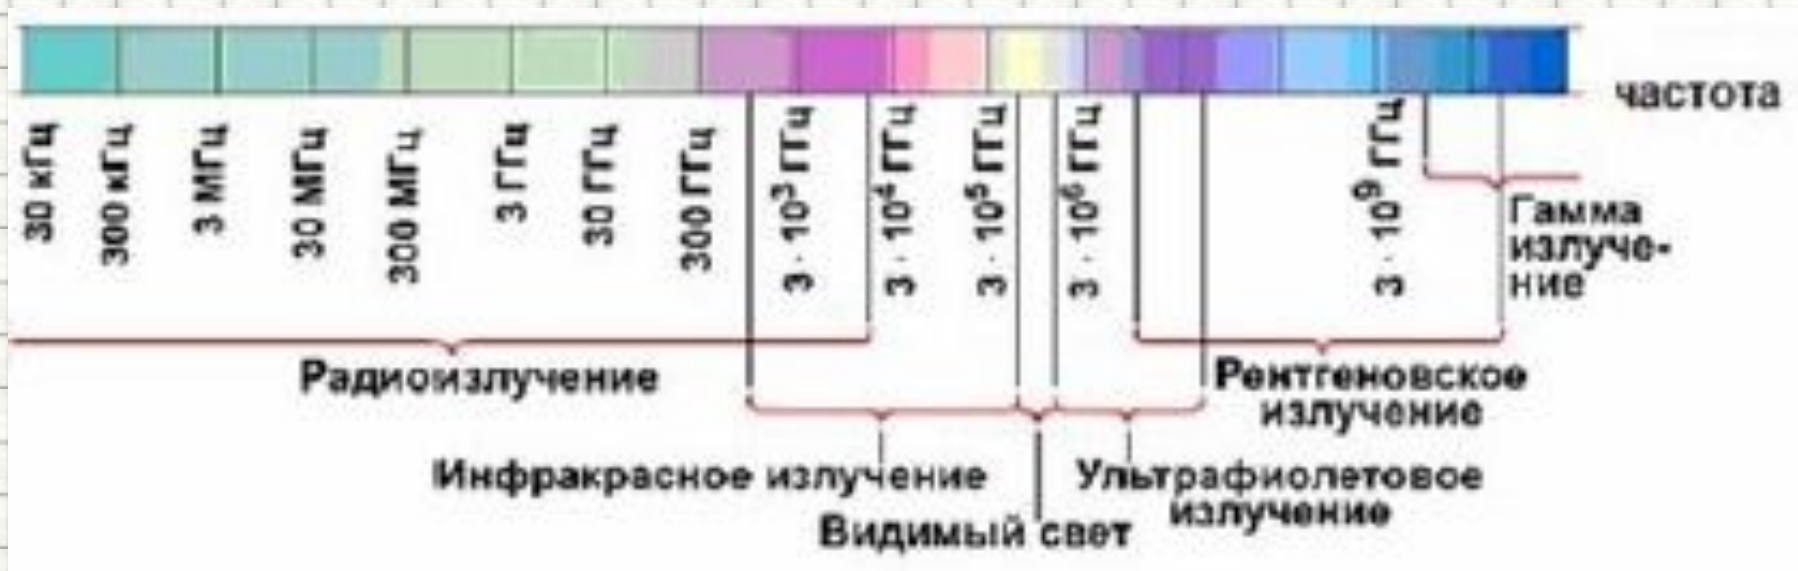 частота
30 кГц
300 кГц
3 МГц
30 МГц
300 МГц
3 ГГц
30 ГГц
300 ГГц
3 · 10³ ГГц
3 · 10⁴ ГГц
3 · 10⁵ ГГц
3 · 10⁶ ГГц
3 · 10⁹ ГГц
Гамма
излуче-
ние
Радиоизлучение
Рентгеновское
излучение
Инфракрасное излучение
Ультрафиолетовое
излучение
Видимый свет